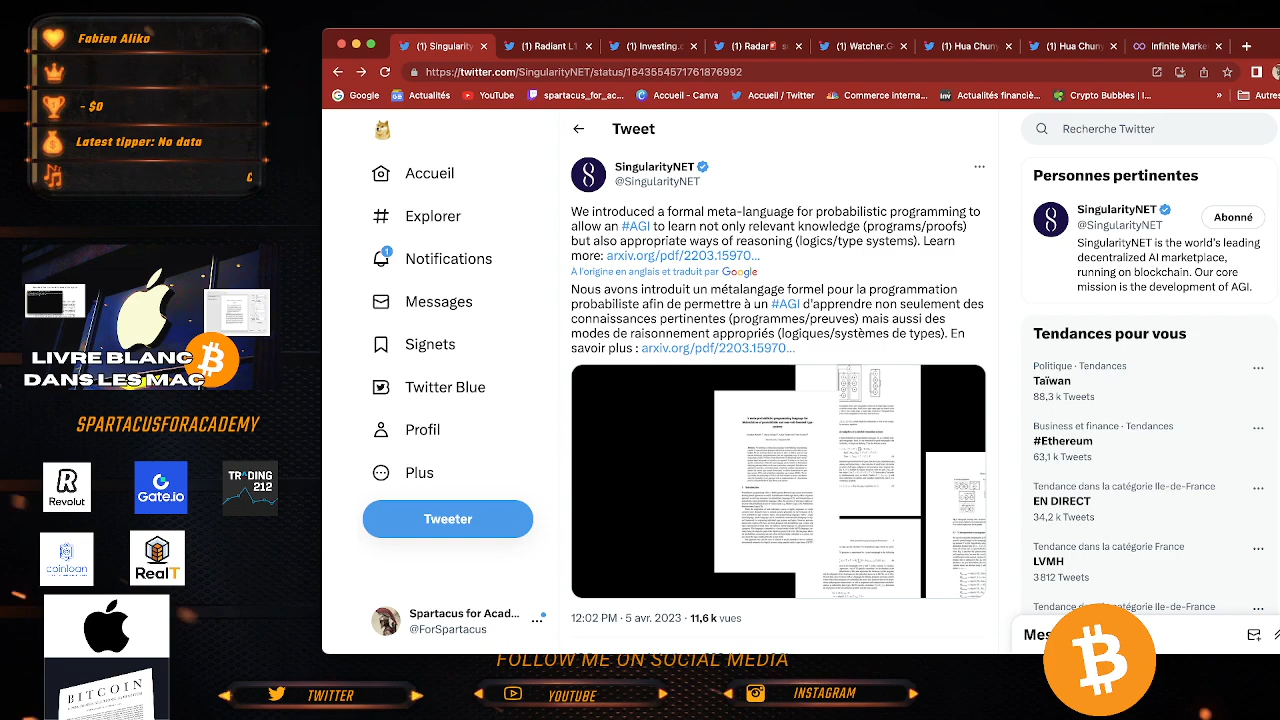 Fabien Aliko
- $0
Latest tipper: No data
LIVRE BLANC
DANS LES MAC
SPARTACUSFORACADEMY
Revolut
Gate.io
TRADING
212
coinloan
RealT
BITCOIN
(1) Singularity
(1) Radiant L1
(1) Investing.c
(1) Radar
(1) Watcher.G
(1) Hua Chuny
(1) Hua Chuny
Infinite Marke
https://twitter.com/SingularityNET/status/1643554571761876992
Google
Actualités
YouTube
spartacus_for_ac...
Accueil - Canva
Accueil / Twitter
Commerce interna...
Actualités financiè...
Crypto Bubbles | I...
»
Autres
Accueil
Explorer
1
Notifications
Messages
Signets
Twitter Blue
Profil
Plus
Tweeter
Spartacus for Acad...
@ForSpartacus
Tweet
SingularityNET
@SingularityNET
We introduced a formal meta-language for probabilistic programming to
allow an #AGI to learn not only relevant knowledge (programs/proofs)
but also appropriate ways of reasoning (logics/type systems). Learn
more: arxiv.org/pdf/2203.15970...
À l'origine en anglais et traduit par Google
Nous avons introduit un métalangage formel pour la programmation
probabiliste afin de permettre à un #AGI d'apprendre non seulement des
connaissances pertinentes (programmes/preuves) mais aussi des
modes de raisonnement appropriés (logiques/systèmes de types). En
savoir plus : arxiv.org/pdf/2203.15970...
12:02 PM · 5 avr. 2023 · 11,6 k vues
Recherche Twitter
Personnes pertinentes
SingularityNET
@SingularityNET
Abonné
SingularityNET is the world's leading
decentralized AI marketplace,
running on blockchain. Our core
mission is the development of AGI.
Tendances pour vous
Politique · Tendances
Taïwan
Business et finance · Tendances
#Ethereum
63,1 k Tweets
Tendance dans la catégorie Ile-de-France
EN DIRECT
Tweets
Tendance dans la catégorie France
LVMH
Tweets
Tendance dans la catégorie Ile-de-France
Mes
FOLLOW ME ON SOCIAL MEDIA
TWITTER
YOUTUBE
INSTAGRAM